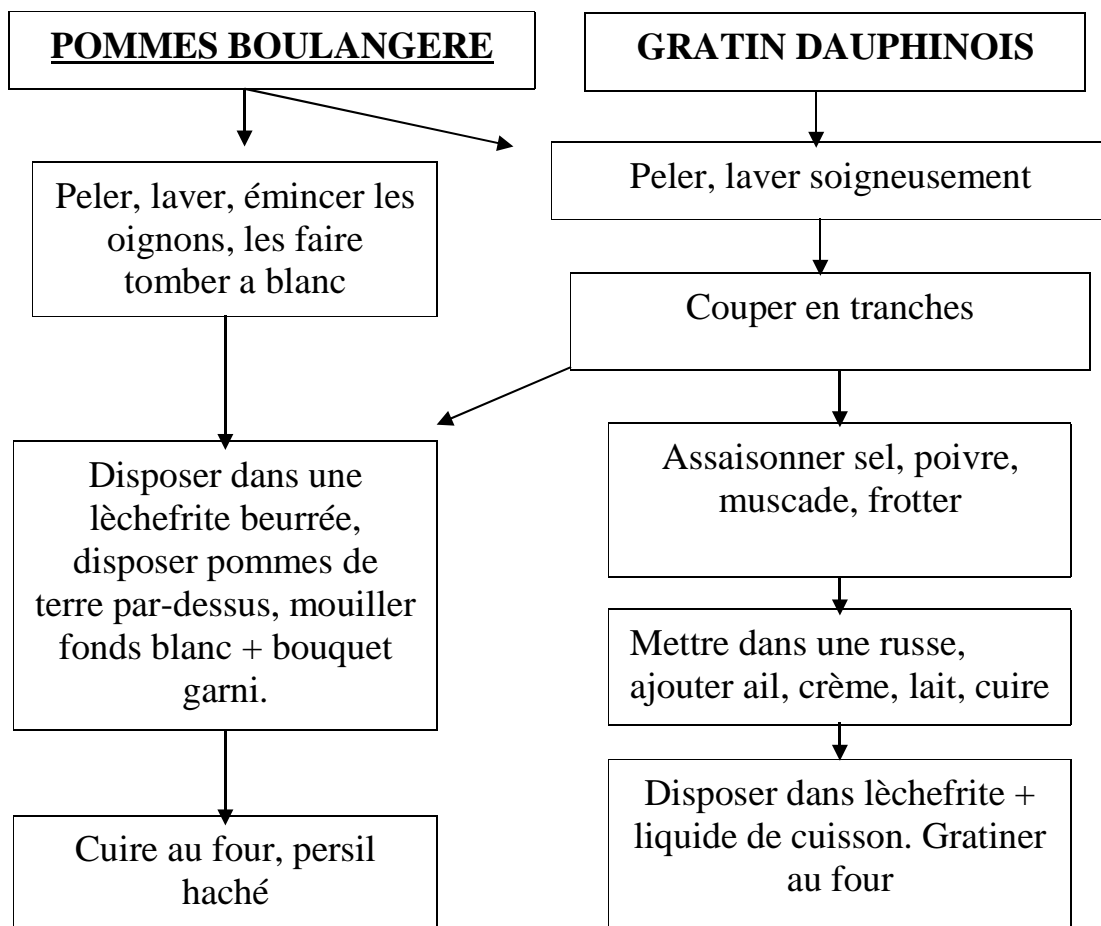 POMMES BOULANGERE
GRATIN DAUPHINOIS
Peler, laver, émincer les
oignons, les faire
tomber a blanc
Peler, laver soigneusement
Couper en tranches
Disposer dans une
lèchefrite beurrée,
disposer pommes de
terre par-dessus, mouiller
fonds blanc + bouquet
garni.
Assaisonner sel, poivre,
muscade, frotter
Mettre dans une russe,
ajouter ail, crème, lait, cuire
Cuire au four, persil
haché
Disposer dans lèchefrite +
liquide de cuisson. Gratiner
au four